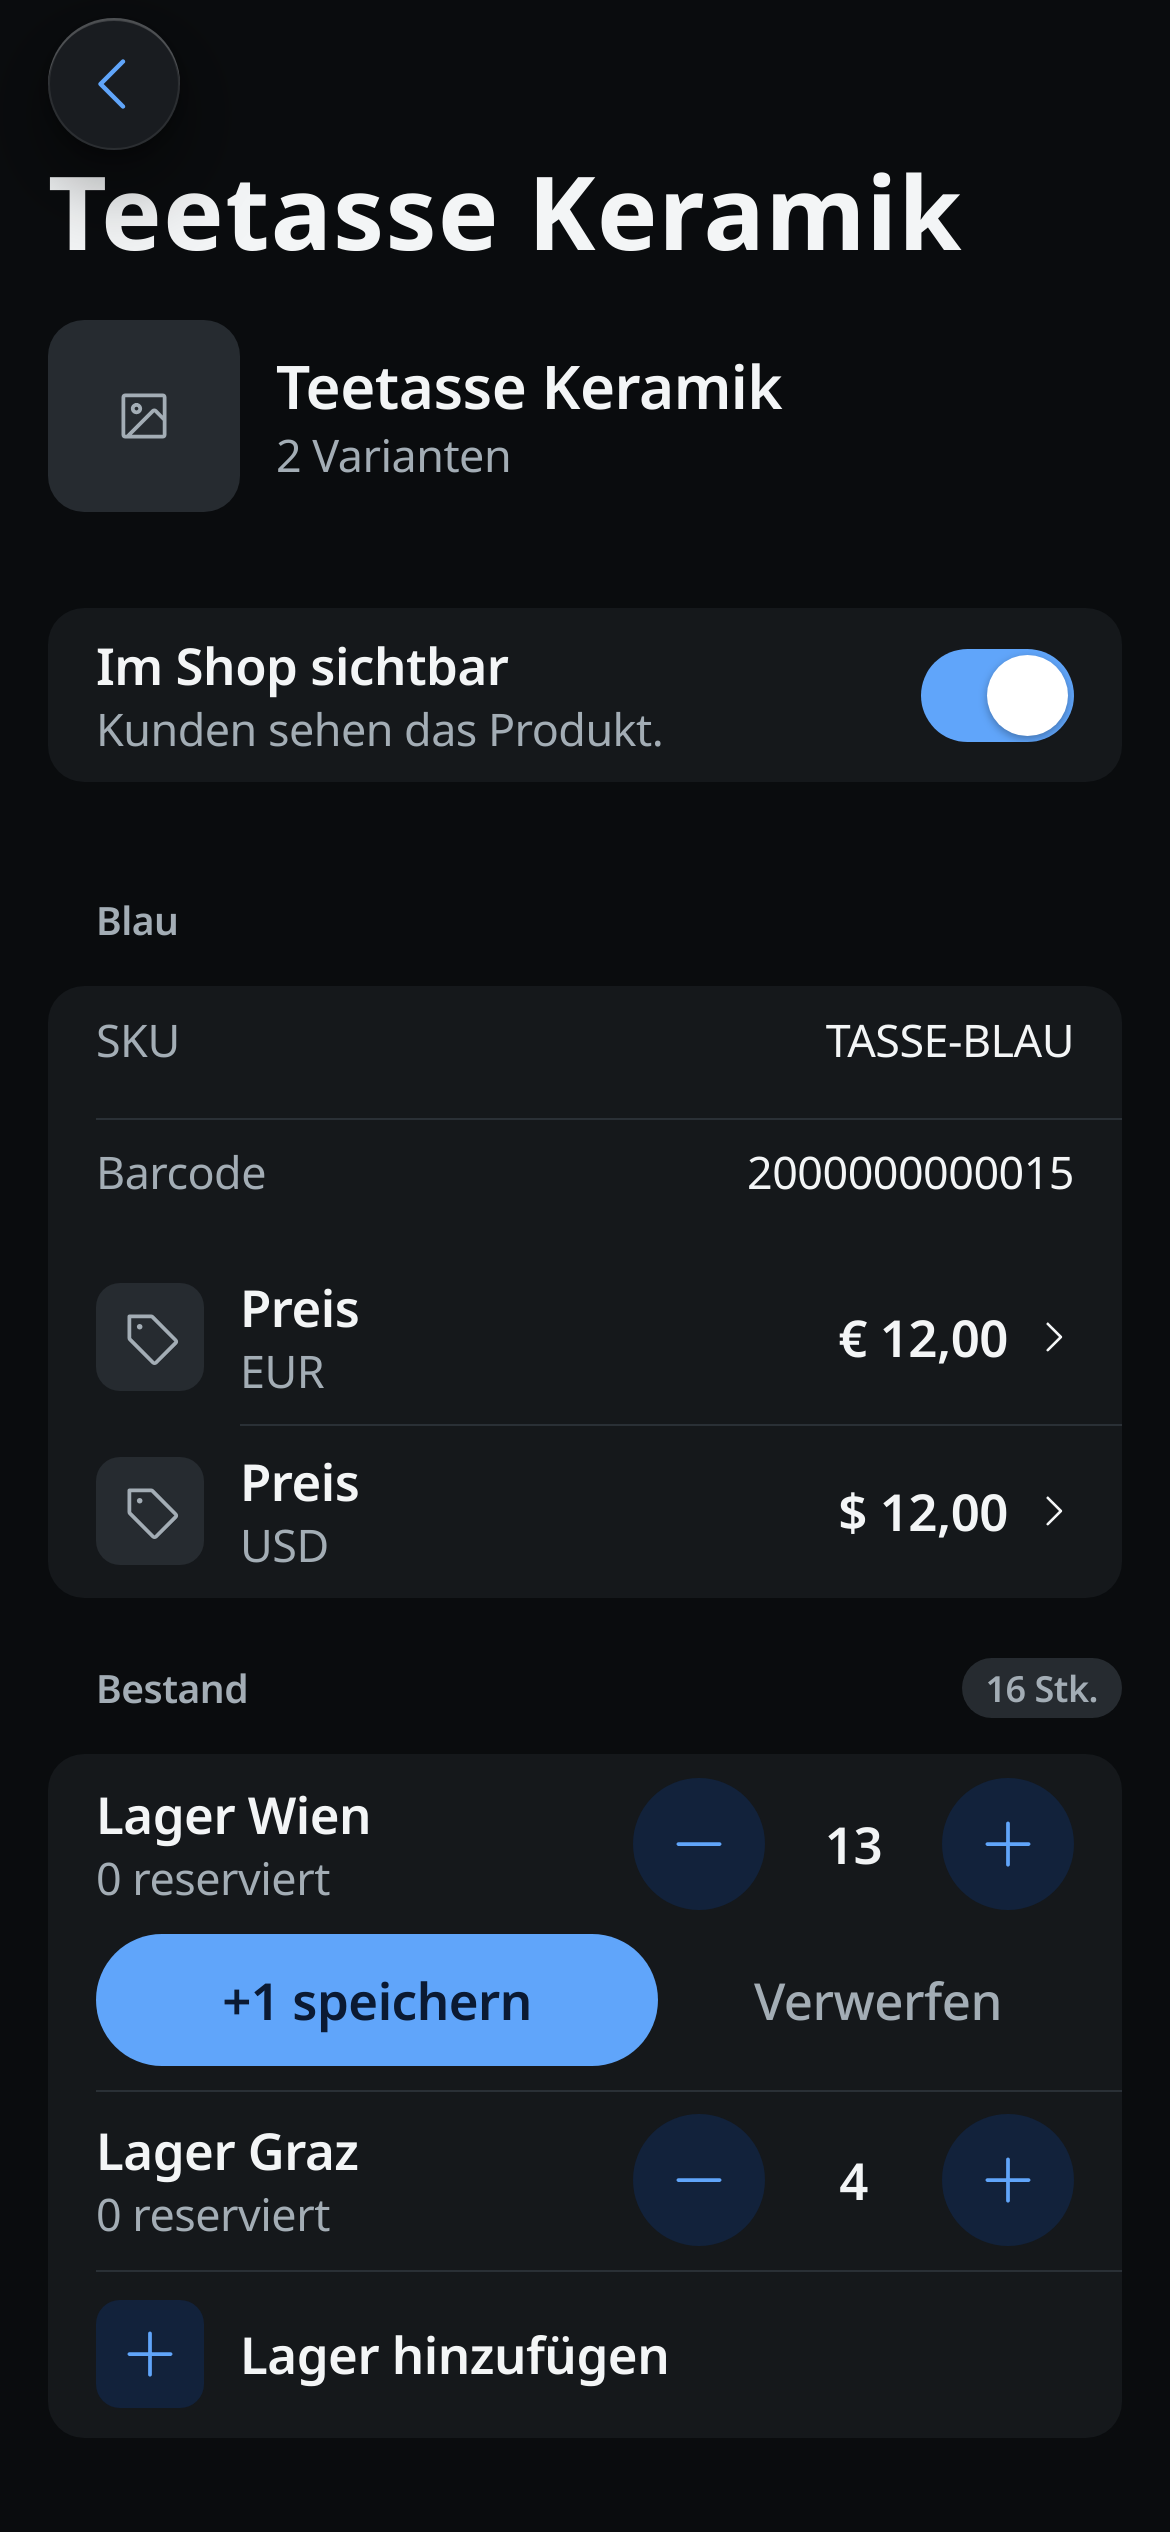 Teetasse Keramik
Teetasse Keramik
2 Varianten
Im Shop sichtbar
Kunden sehen das Produkt.
Blau
SKU TASSE-BLAU
Barcode 2000000000015
Preis
EUR
€ 12,00
Preis
USD
$ 12,00
Bestand 16 Stk.
Lager Wien
0 reserviert
13
+1 speichern Verwerfen
Lager Graz
0 reserviert
4
Lager hinzufügen